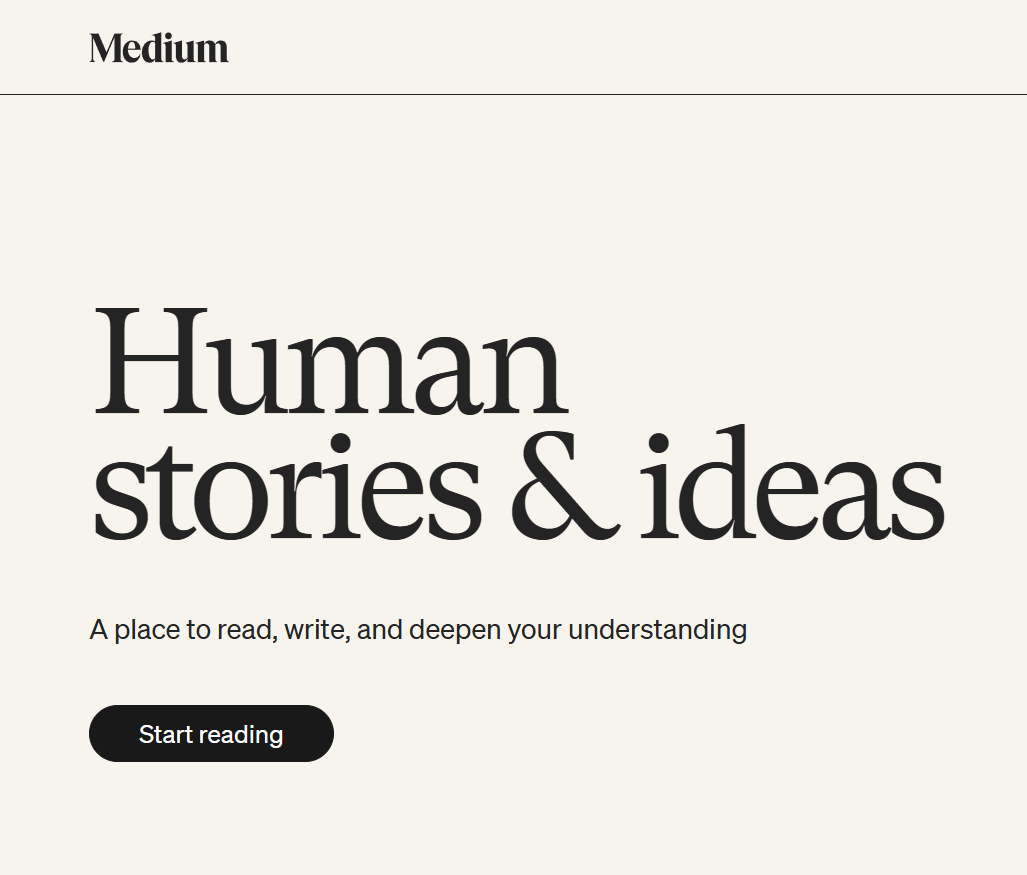 Medium
Human
stories & ideas
A place to read, write, and deepen your understanding
Start reading